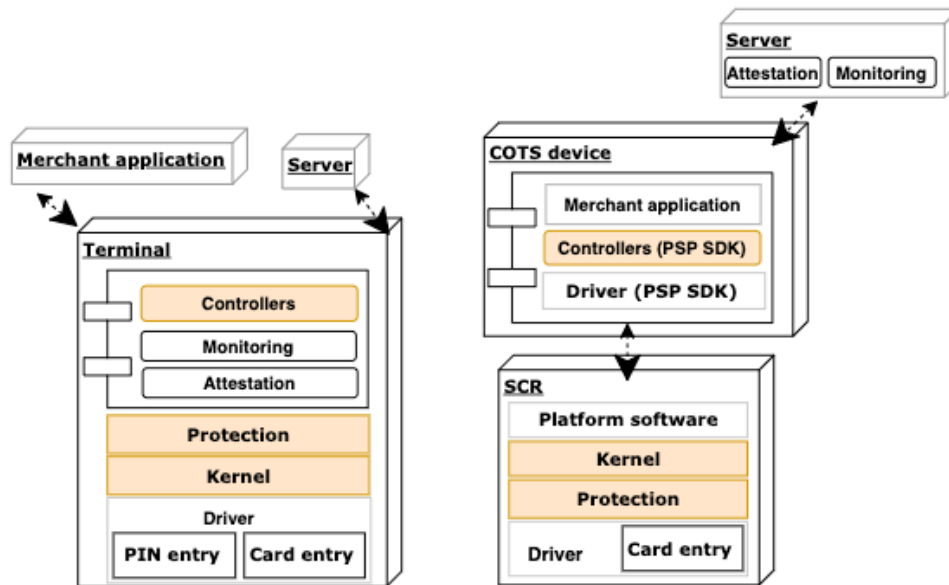 Merchant application
Server
Terminal
Controllers
Monitoring
Attestation
Protection
Kernel
Driver
PIN entry
Card entry
Server
Attestation
Monitoring
COTS device
Merchant application
Controllers (PSP SDK)
Driver (PSP SDK)
SCR
Platform software
Kernel
Protection
Driver
Card entry